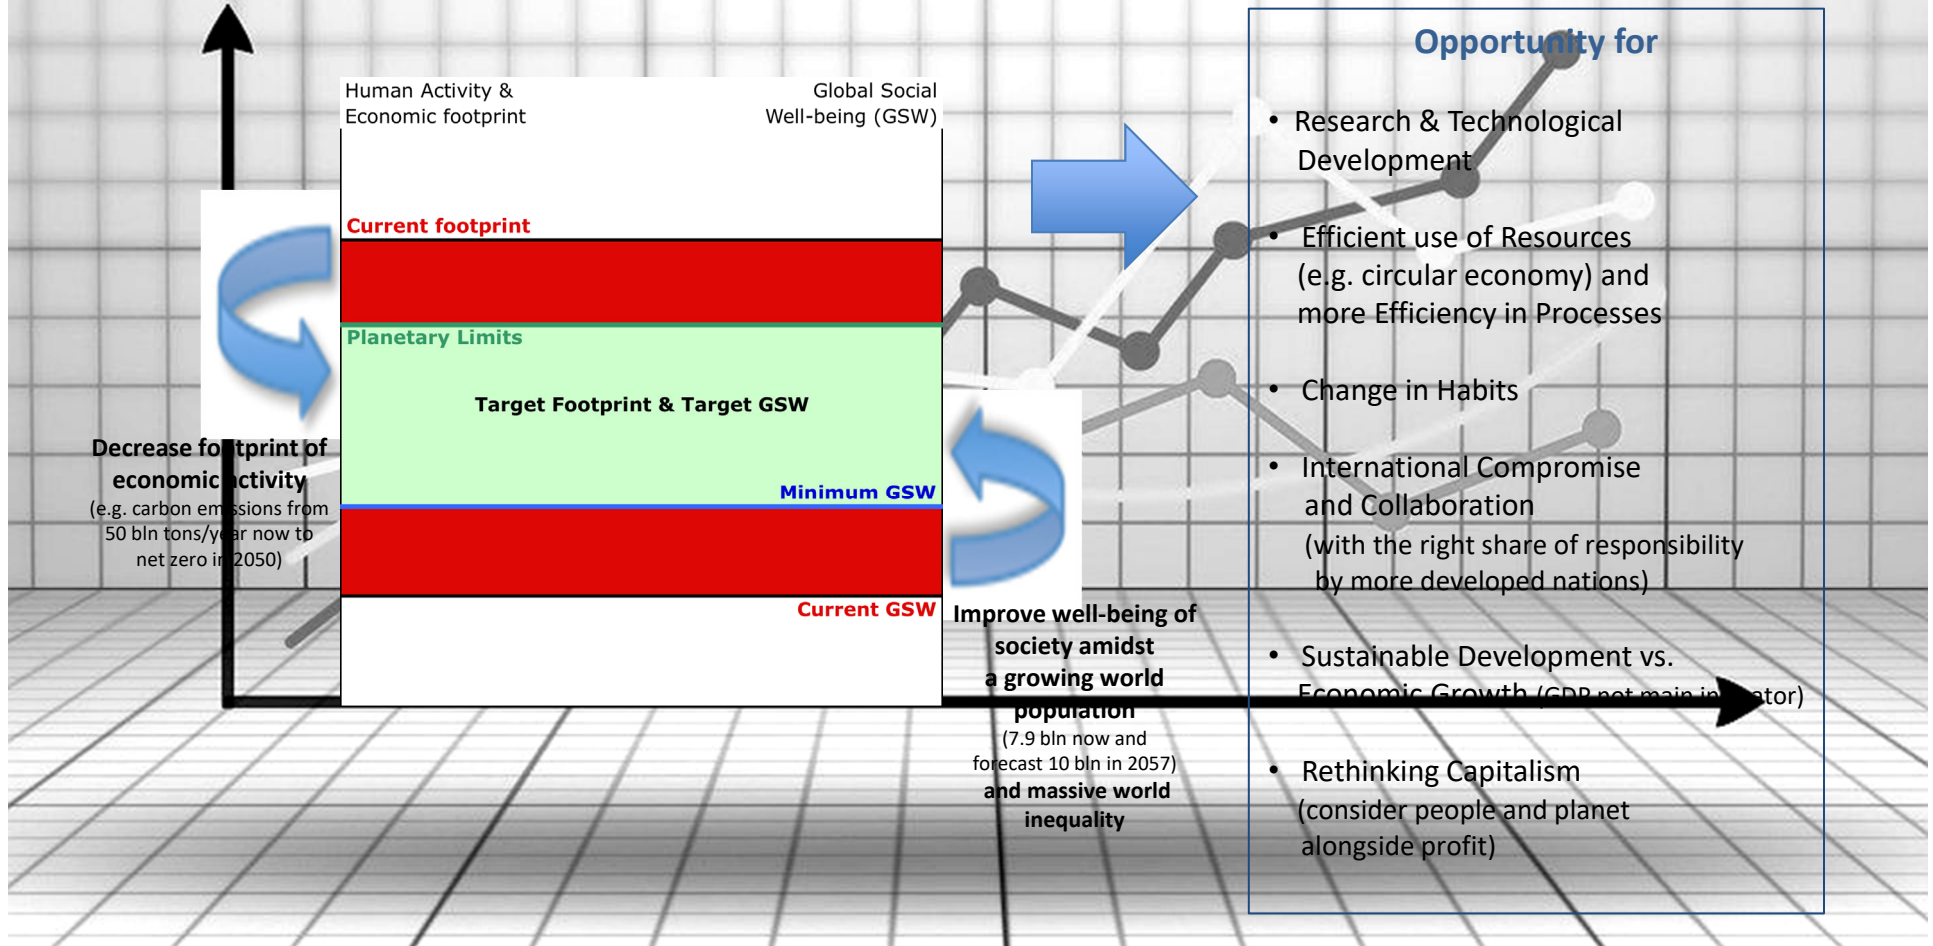 Human Activity &
Economic footprint
Global Social
Well-being (GSW)
Current footprint
Planetary Limits
Target Footprint & Target GSW
Minimum GSW
Current GSW
Decrease footprint of
economic activity
(e.g. carbon emissions from
50 bln tons/year now to
net zero in 2050)
Improve well-being of
society amidst
a growing world
population
(7.9 bln now and
forecast 10 bln in 2057)
and massive world
inequality
Opportunity for
• Research & Technological
Development
• Efficient use of Resources
(e.g. circular economy) and
more Efficiency in Processes
• Change in Habits
• International Compromise
and Collaboration
(with the right share of responsibility
by more developed nations)
• Sustainable Development vs.
Economic Growth (GDP not main indicator)
• Rethinking Capitalism
(consider people and planet
alongside profit)